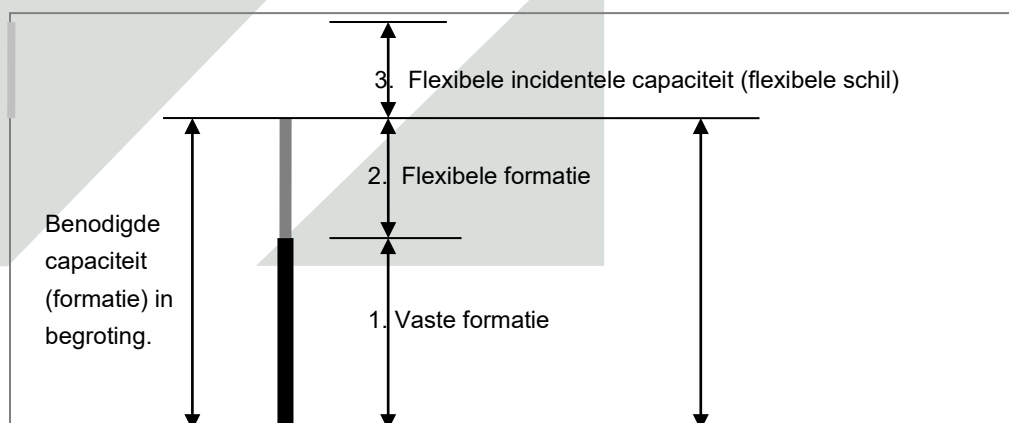 3. Flexibele incidentele capaciteit (flexibele schil)
2. Flexibele formatie
Benodigde
capaciteit
(formatie) in
begroting.
1. Vaste formatie